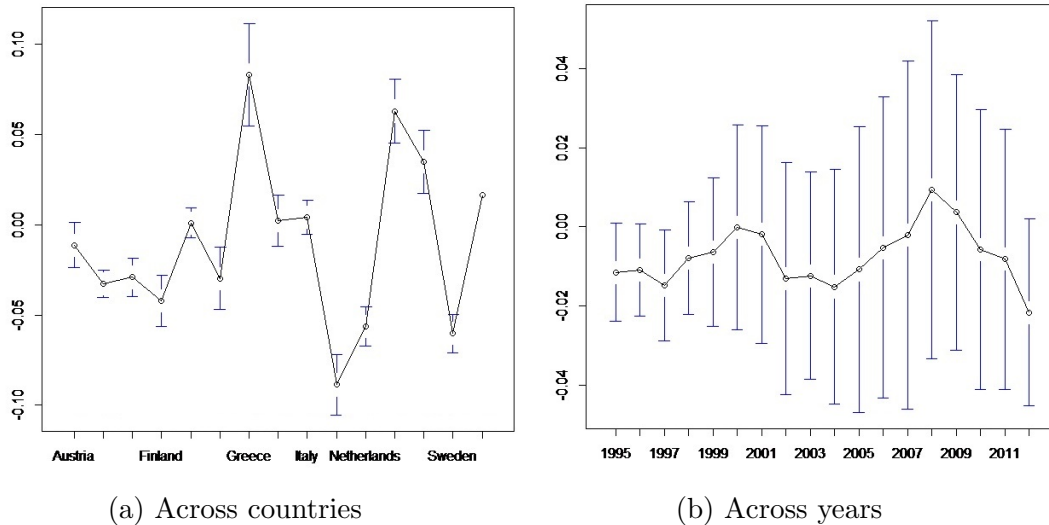 0.10
0.05
0.00
-0.05
-0.10
Austria Finland Greece Italy Netherlands Sweden
(a) Across countries
0.04
0.02
0.00
-0.02
-0.04
1995 1997 1999 2001 2003 2005 2007 2009 2011
(b) Across years